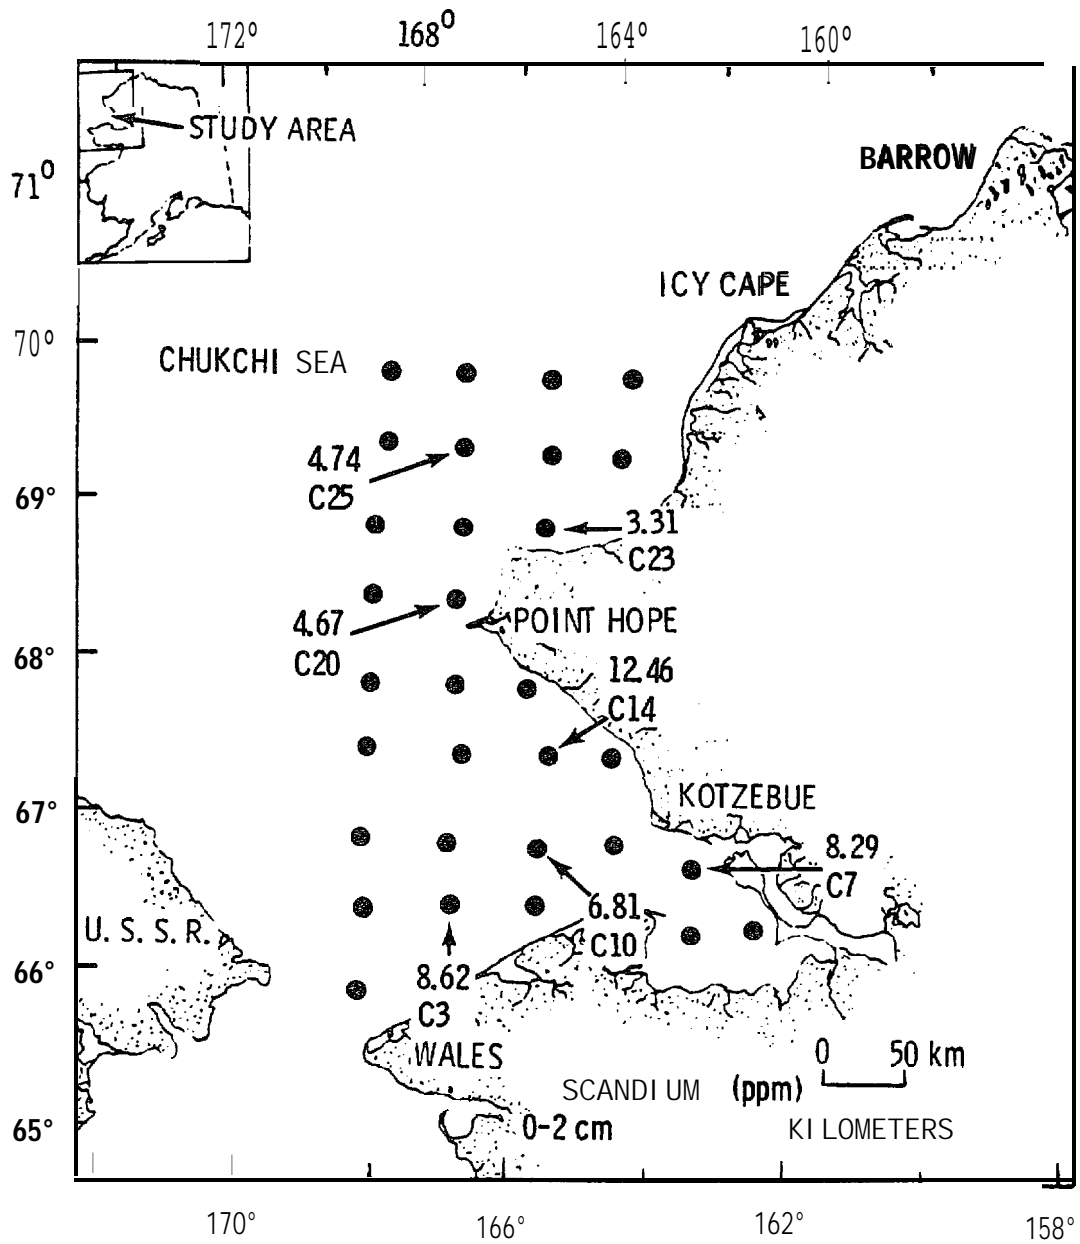 172° 168° 164° 160°
STUDY AREA
BARROW
71°
ICY CAPE
70°
CHUKCHI SEA
4.74
C25
69°
3.31
C23
4.67
C20
POINT HOPE
68°
12.46
C14
67°
KOTZEBUE
8.29
C7
6.81
C10
U. S. S. R.
66°
8.62
C3
WALES
0 50 km
SCANDIUM (ppm)
KILOMETERS
65°
0-2 cm
170° 166° 162° 158°